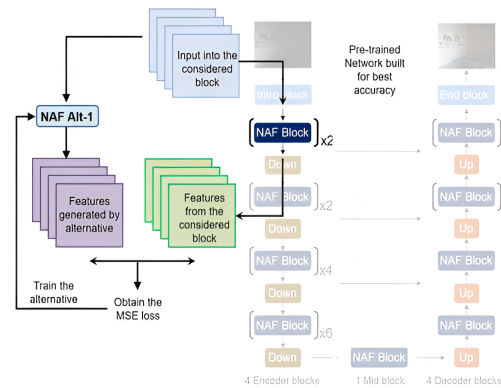 Input into the
considered
block
Pre-trained
Network built
for best
accuracy
Intro block
End block
NAF Alt-1
NAF Block
x2
NAF Block
Down
Up
Features
generated by
alternative
Features
from the
considered
block
NAF Block
x2
NAF Block
Down
Up
Train the
alternative
Obtain the
MSE loss
NAF Block
x4
NAF Block
Down
Up
NAF Block
x6
NAF Block
Down
NAF Block
Up
4 Encoder blocks
1 Mid block
4 Decoder blocks